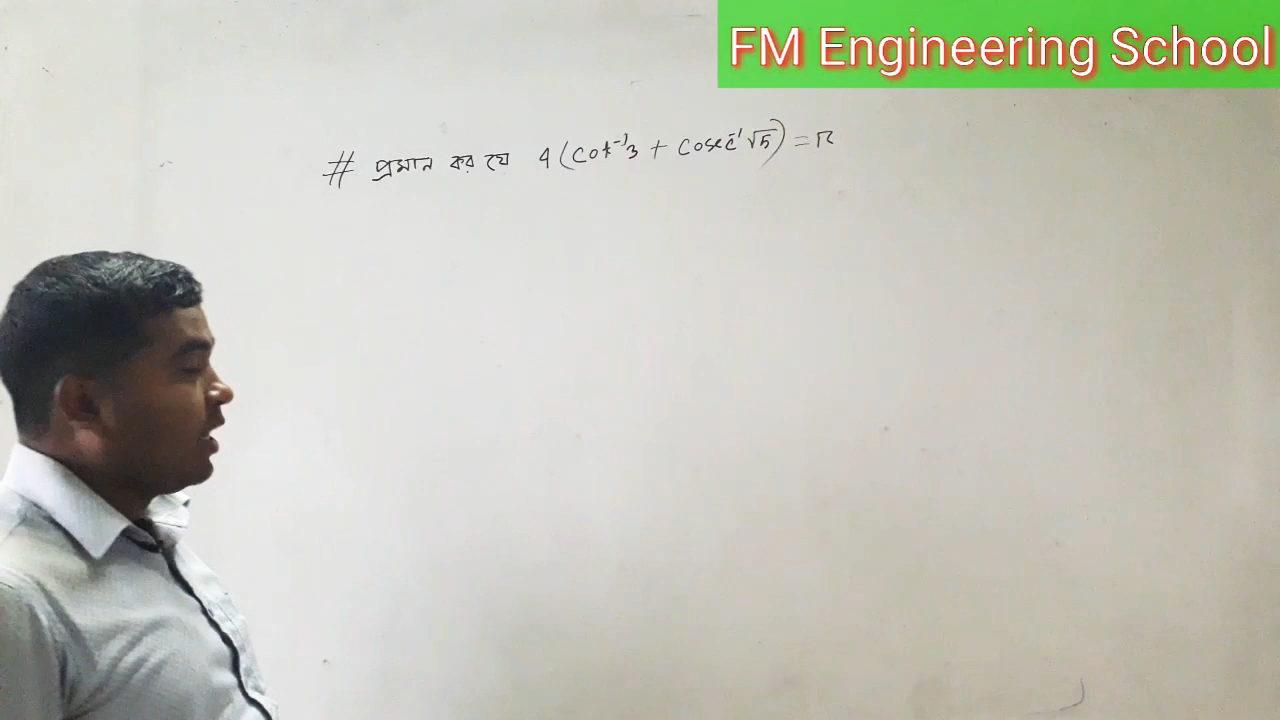 FM Engineering School
# প্রমান কর যে 4(cot⁻¹3 + cosec⁻¹√5) = π